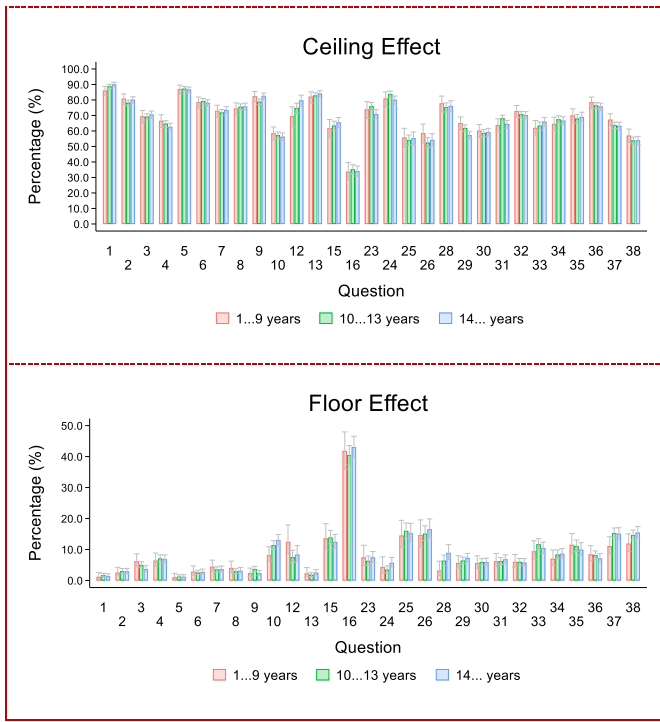 Ceiling Effect
Percentage (%)
100.0
90.0
80.0
70.0
60.0
50.0
40.0
30.0
20.0
10.0
0.0
1 3 5 7 9 12 15 23 25 28 30 32 34 36 38
2 4 6 8 10 13 16 24 26 29 31 33 35 37
Question
1...9 years 10...13 years 14... years
Floor Effect
Percentage (%)
50.0
40.0
30.0
20.0
10.0
0.0
1 3 5 7 9 12 15 23 25 28 30 32 34 36 38
2 4 6 8 10 13 16 24 26 29 31 33 35 37
Question
1...9 years 10...13 years 14... years